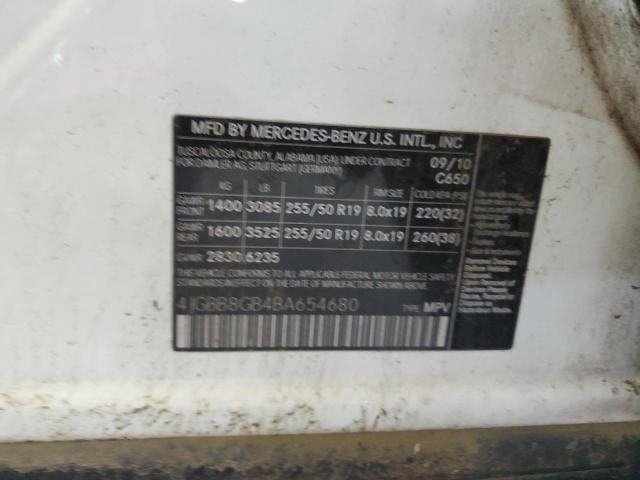 MFD BY MERCEDES-BENZ U.S. INTL., INC
TUSCALOOSA COUNTY, ALABAMA (USA), UNDER CONTRACT 09/10
FOR DAIMLER AG, STUTTGART (GERMANY) C650
KG LB TIRES RIM SIZE COLD KPA (PSI)
GAWR FRONT 1400 3085 255/50 R19 8.0x19 220(32)
GAWR REAR 1600 3525 255/50 R19 8.0x19 260(38)
GVWR 2830 6235
THIS VEHICLE CONFORMS TO ALL APPLICABLE FEDERAL MOTOR VEHICLE SAFETY
STANDARDS IN EFFECT ON THE DATE OF MANUFACTURE SHOWN ABOVE.
4JGBB8GB4BA654680 TYPE: MPV